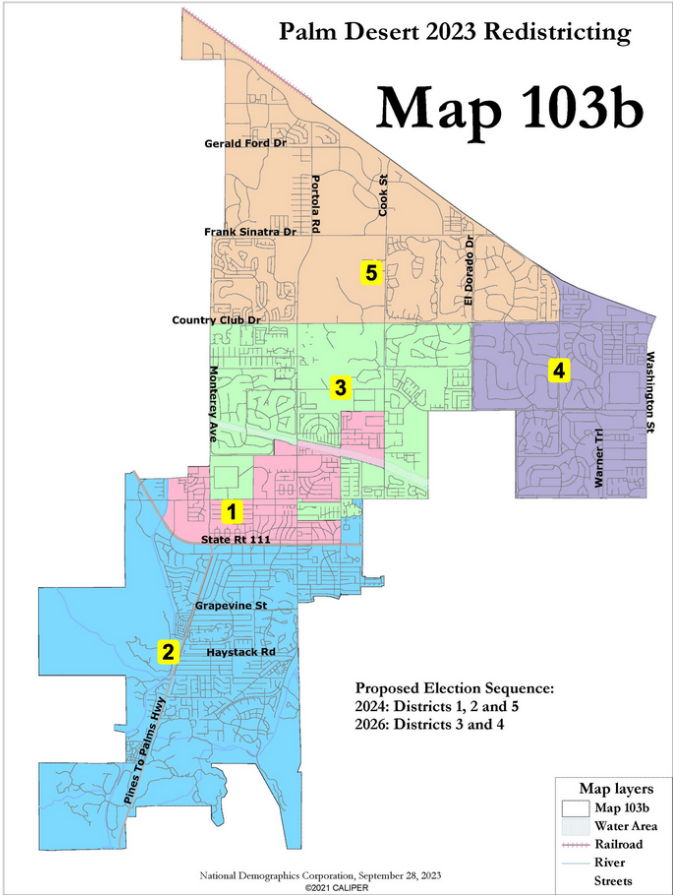 Palm Desert 2023 Redistricting
Map 103b
Gerald Ford Dr
Portola Rd
Cook St
Frank Sinatra Dr
El Dorado Dr
5
Country Club Dr
4
3
Monterey Ave
Washington St
Warner Trl
1
State Rt 111
Grapevine St
2
Haystack Rd
Pines To Palms Hwy
Proposed Election Sequence:
2024: Districts 1, 2 and 5
2026: Districts 3 and 4
Map layers
Map 103b
Water Area
Railroad
River
Streets
National Demographics Corporation, September 28, 2023
©2021 CALIPER